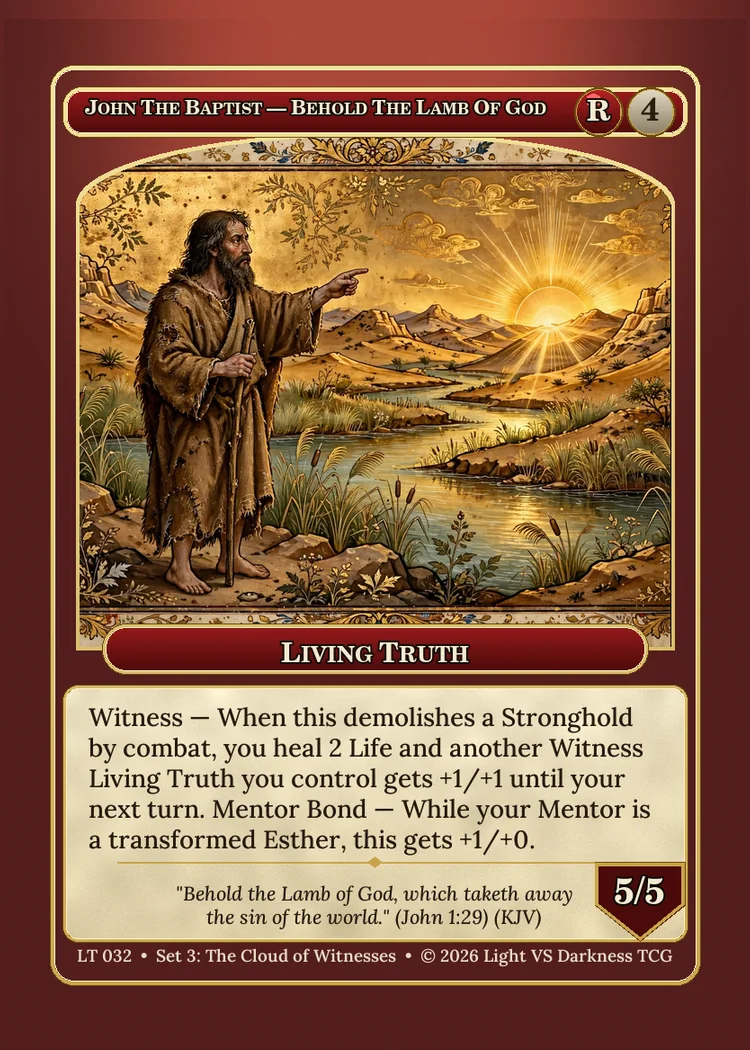 John The Baptist — Behold The Lamb Of God R 4
Living Truth
Witness — When this demolishes a Stronghold
by combat, you heal 2 Life and another Witness
Living Truth you control gets +1/+1 until your
next turn. Mentor Bond — While your Mentor is
a transformed Esther, this gets +1/+0.
"Behold the Lamb of God, which taketh away
the sin of the world." (John 1:29) (KJV)
5/5
LT 032 • Set 3: The Cloud of Witnesses • © 2026 Light VS Darkness TCG